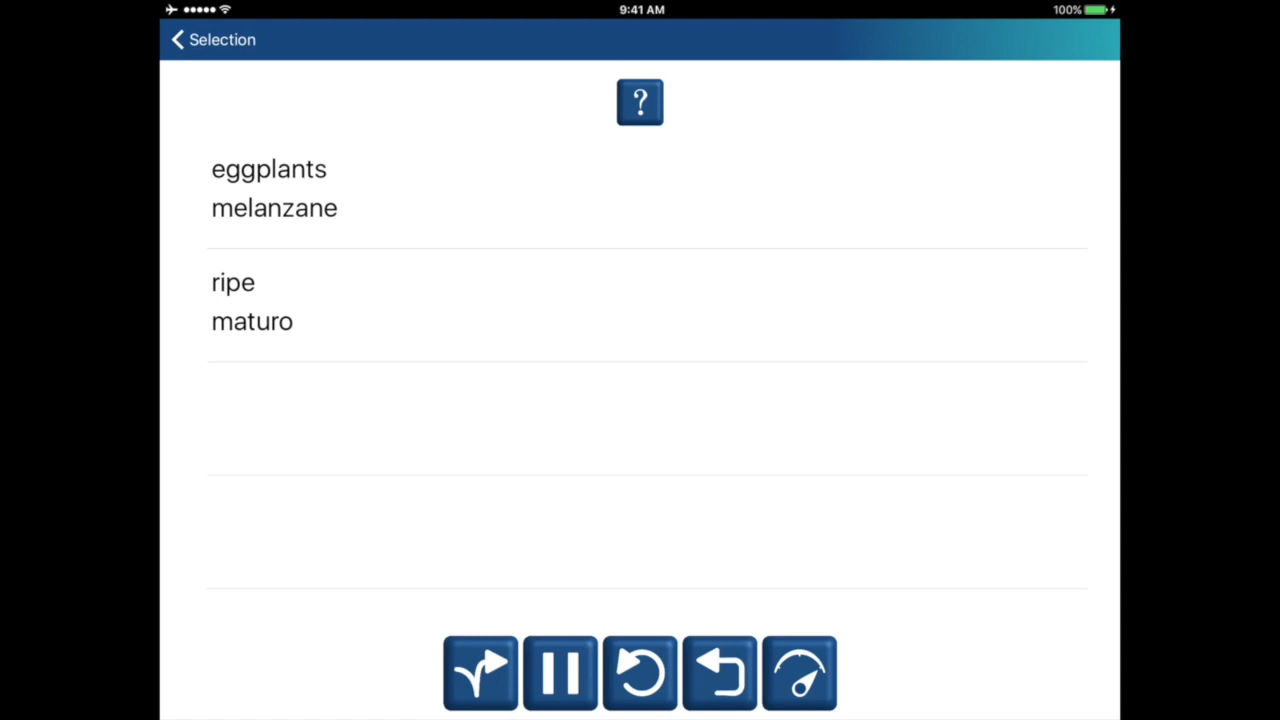 9:41 AM
100%
Selection
?
eggplants
melanzane
ripe
maturo